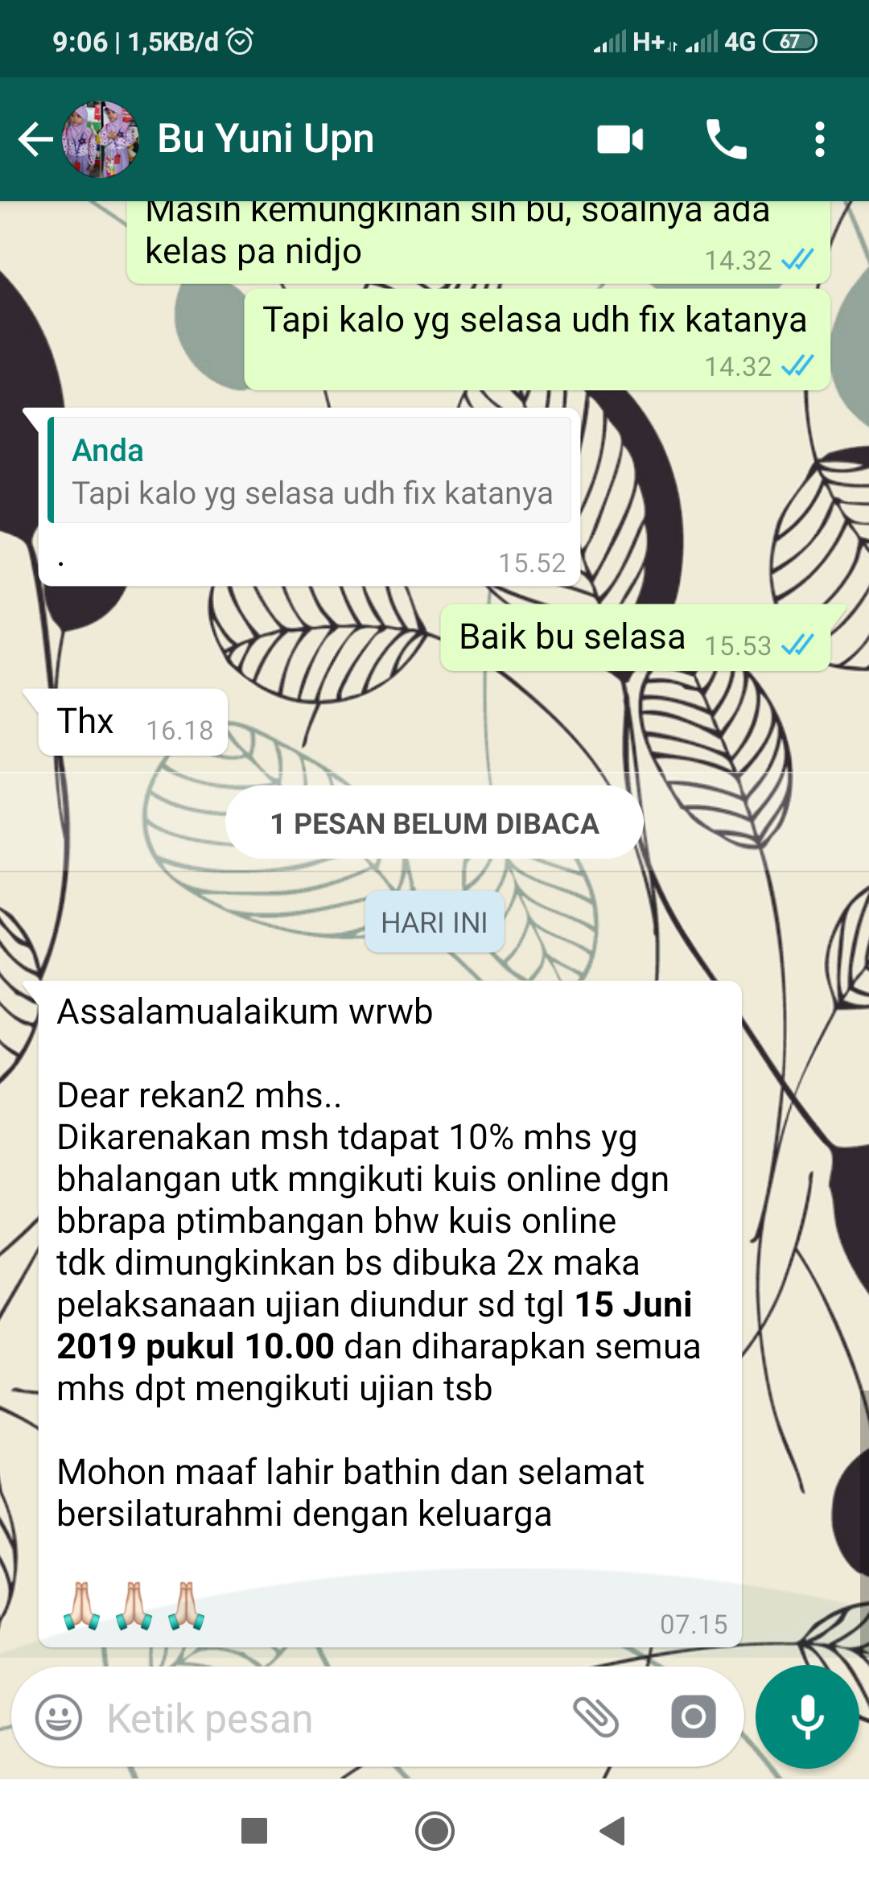 9:06 | 1,5KB/d
H+ 4G 67
Bu Yuni Upn
Masih kemungkinan sih bu, soalnya ada
kelas pa nidjo
14.32
Tapi kalo yg selasa udh fix katanya
14.32
Anda
Tapi kalo yg selasa udh fix katanya
.
15.52
Baik bu selasa 15.53
Thx 16.18
1 PESAN BELUM DIBACA
HARI INI
Assalamualaikum wrwb
Dear rekan2 mhs..
Dikarenakan msh tdapat 10% mhs yg
bhalangan utk mngikuti kuis online dgn
bbrapa ptimbangan bhw kuis online
tdk dimungkinkan bs dibuka 2x maka
pelaksanaan ujian diundur sd tgl 15 Juni
2019 pukul 10.00 dan diharapkan semua
mhs dpt mengikuti ujian tsb
Mohon maaf lahir bathin dan selamat
bersilaturahmi dengan keluarga
🙏🏻 🙏🏻 🙏🏻
07.15
Ketik pesan